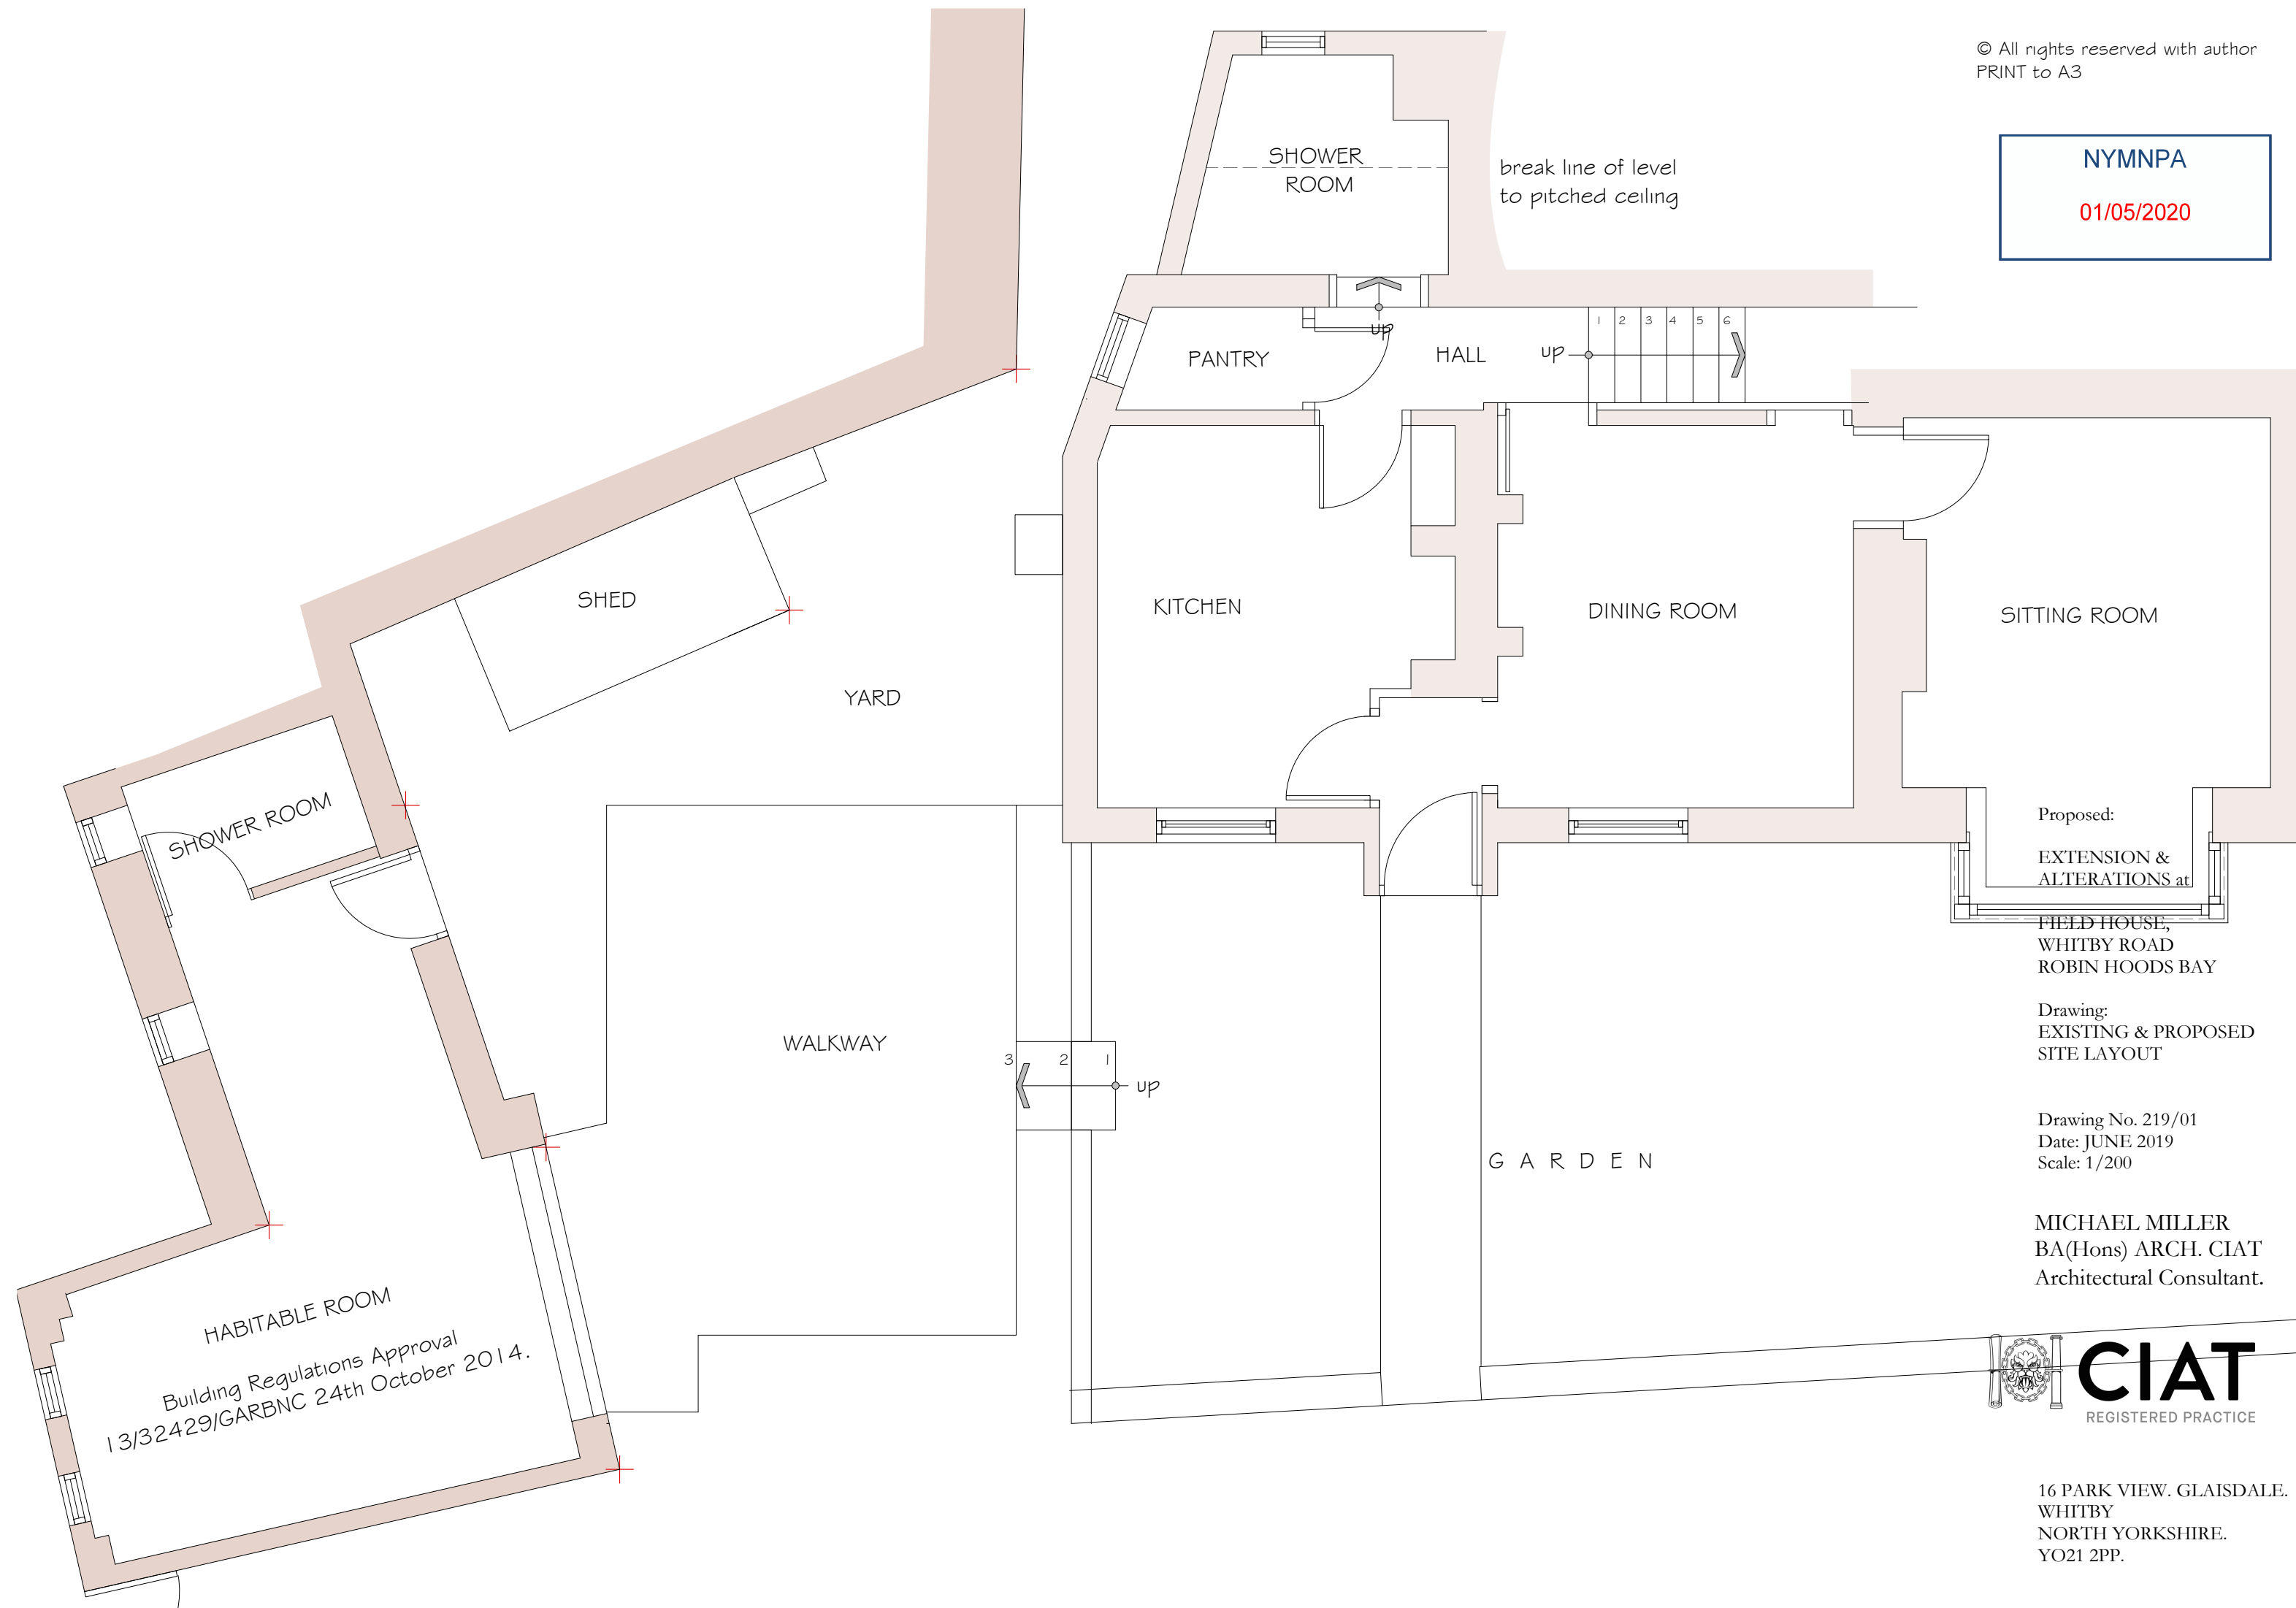 © All rights reserved with author
PRINT to A3
NYMNPA
01/05/2020
SHOWER
ROOM
break line of level
to pitched ceiling
up
PANTRY
HALL
up
1 2 3 4 5 6
SHED
KITCHEN
DINING ROOM
SITTING ROOM
YARD
SHOWER ROOM
WALKWAY
3 2 1
up
G A R D E N
HABITABLE ROOM
Building Regulations Approval
13/32429/GARBNC 24th October 2014.
Proposed:
EXTENSION &
ALTERATIONS at
FIELD HOUSE,
WHITBY ROAD
ROBIN HOODS BAY
Drawing:
EXISTING & PROPOSED
SITE LAYOUT
Drawing No. 219/01
Date: JUNE 2019
Scale: 1/200
MICHAEL MILLER
BA(Hons) ARCH. CIAT
Architectural Consultant.
CIAT
REGISTERED PRACTICE
16 PARK VIEW. GLAISDALE.
WHITBY
NORTH YORKSHIRE.
YO21 2PP.